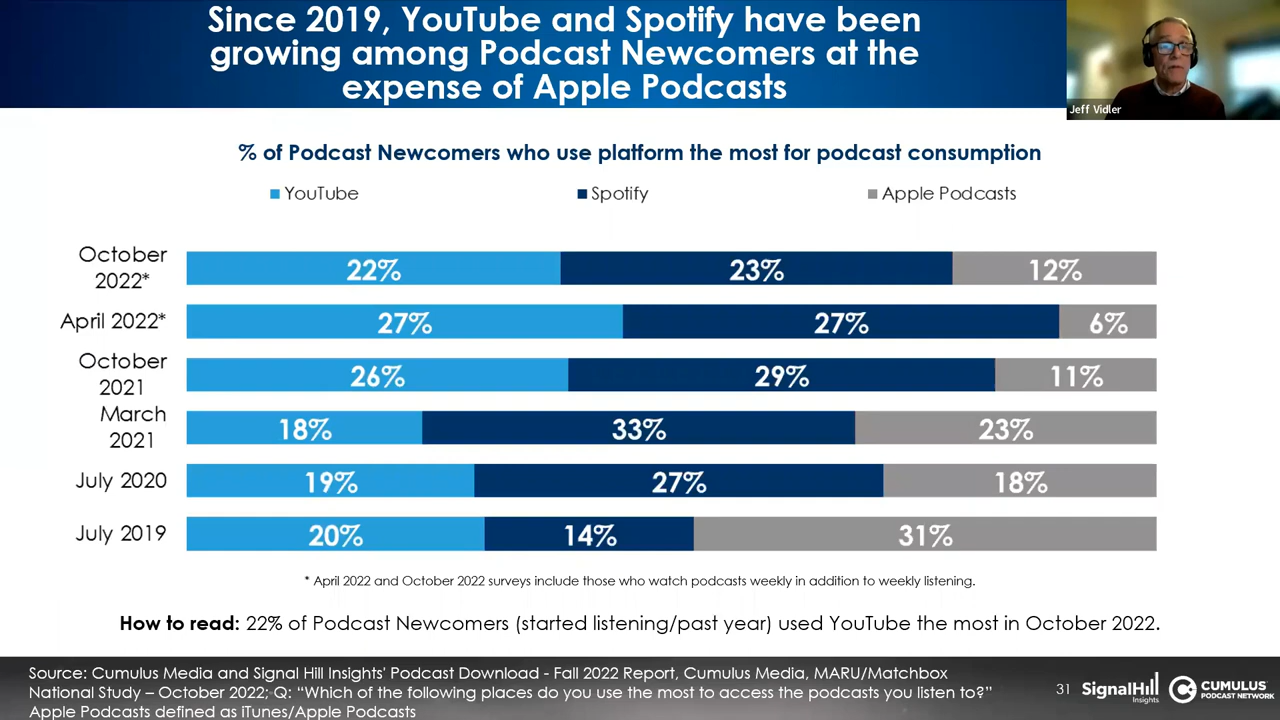 Since 2019, YouTube and Spotify have been
growing among Podcast Newcomers at the
expense of Apple Podcasts
Jeff Vidler
% of Podcast Newcomers who use platform the most for podcast consumption
YouTube
Spotify
Apple Podcasts
October
2022*
22%
23%
12%
April 2022*
27%
27%
6%
October
2021
26%
29%
11%
March
2021
18%
33%
23%
July 2020
19%
27%
18%
July 2019
20%
14%
31%
* April 2022 and October 2022 surveys include those who watch podcasts weekly in addition to weekly listening.
How to read: 22% of Podcast Newcomers (started listening/past year) used YouTube the most in October 2022.
Source: Cumulus Media and Signal Hill Insights' Podcast Download - Fall 2022 Report, Cumulus Media, MARU/Matchbox
National Study – October 2022; Q: “Which of the following places do you use the most to access the podcasts you listen to?”
Apple Podcasts defined as iTunes/Apple Podcasts
31
SignalHill
Insights
CUMULUS
PODCAST NETWORK